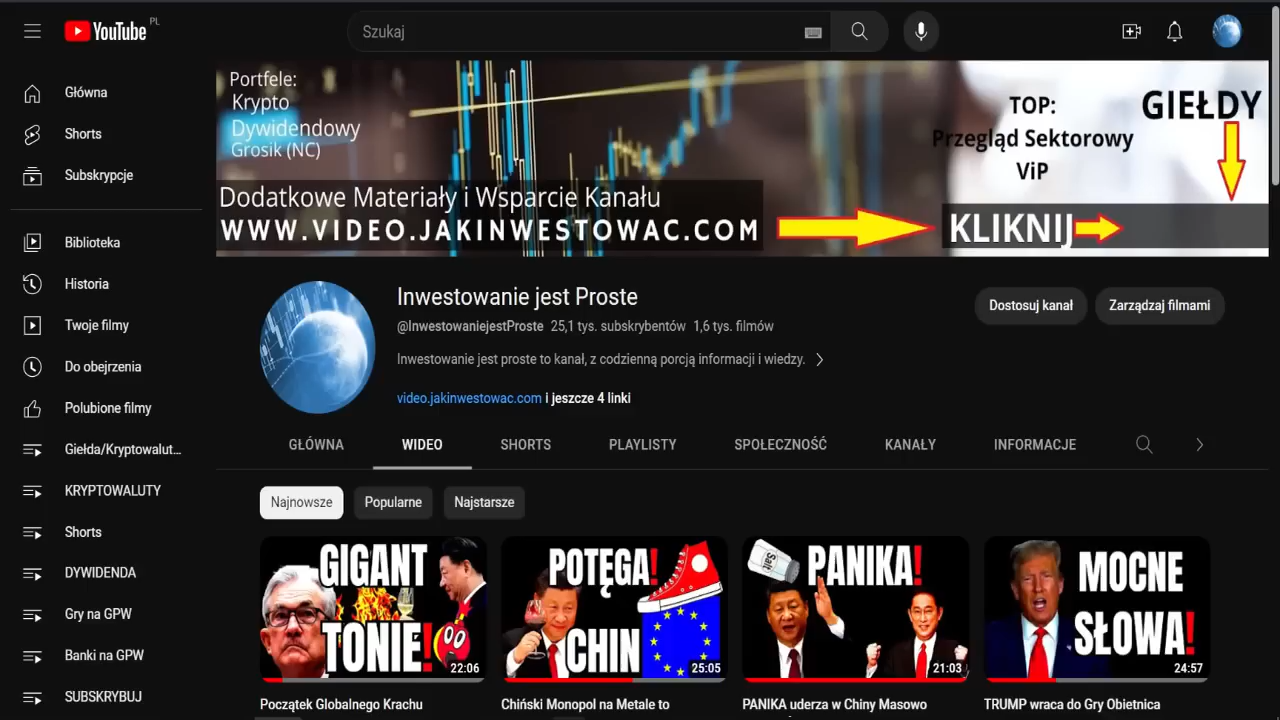 YouTube PL
Szukaj
Główna
Shorts
Subskrypcje
Biblioteka
Historia
Twoje filmy
Do obejrzenia
Polubione filmy
Giełda/Kryptowalut...
KRYPTOWALUTY
Shorts
DYWIDENDA
Gry na GPW
Banki na GPW
SUBSKRYBUJ
Portfele:
Krypto
Dywidendowy
Grosik (NC)
Dodatkowe Materiały i Wsparcie Kanału
WWW.VIDEO.JAKINWESTOWAC.COM
TOP:
Przegląd Sektorowy
ViP
GIEŁDY
KLIKNIJ
Inwestowanie jest Proste
@InwestowaniejestProste 25,1 tys. subskrybentów 1,6 tys. filmów
Inwestowanie jest proste to kanał, z codzienną porcją informacji i wiedzy.
video.jakinwestowac.com i jeszcze 4 linki
Dostosuj kanał
Zarządzaj filmami
GŁÓWNA WIDEO SHORTS PLAYLISTY SPOŁECZNOŚĆ KANAŁY INFORMACJE
Najnowsze Popularne Najstarsze
GIGANT
TONIE!
22:06
Początek Globalnego Krachu
POTĘGA!
CHIN
25:05
Chiński Monopol na Metale to
Salt
PANIKA!
21:03
PANIKA uderza w Chiny Masowo
MOCNE
SŁOWA!
24:57
TRUMP wraca do Gry Obietnica